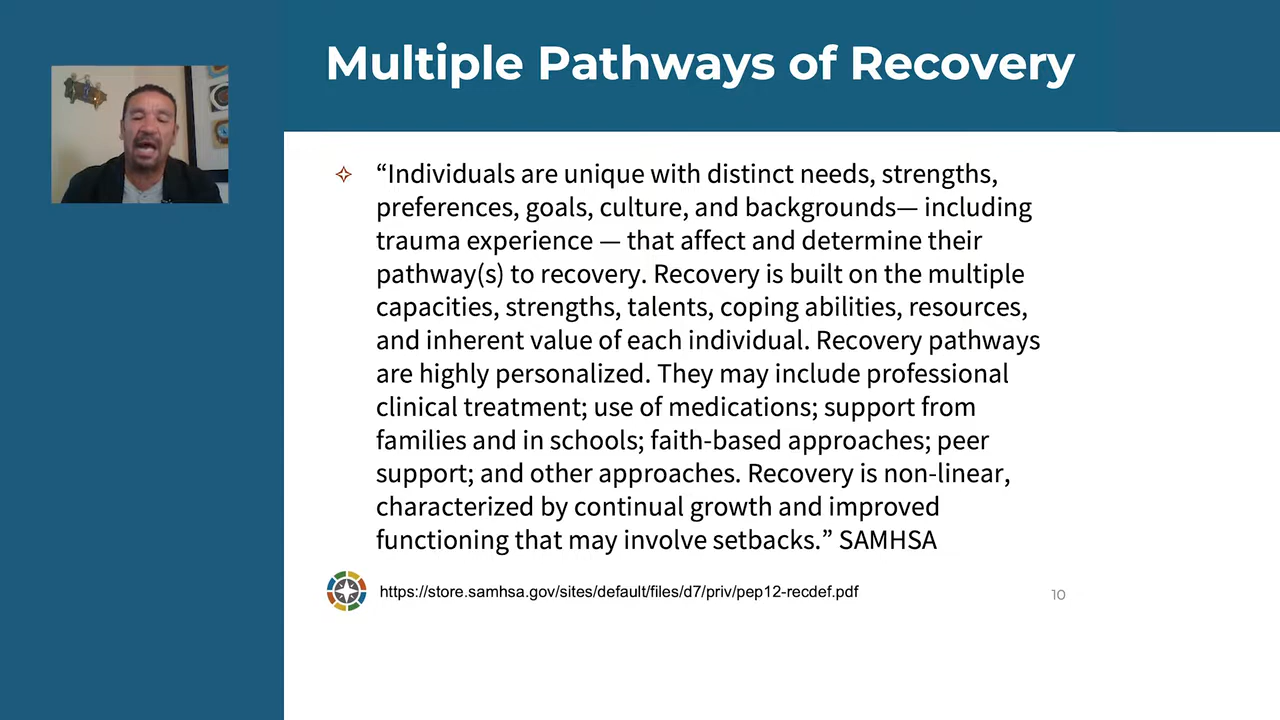 Multiple Pathways of Recovery
“Individuals are unique with distinct needs, strengths,
preferences, goals, culture, and backgrounds— including
trauma experience — that affect and determine their
pathway(s) to recovery. Recovery is built on the multiple
capacities, strengths, talents, coping abilities, resources,
and inherent value of each individual. Recovery pathways
are highly personalized. They may include professional
clinical treatment; use of medications; support from
families and in schools; faith-based approaches; peer
support; and other approaches. Recovery is non-linear,
characterized by continual growth and improved
functioning that may involve setbacks.” SAMHSA
https://store.samhsa.gov/sites/default/files/d7/priv/pep12-recdef.pdf
10